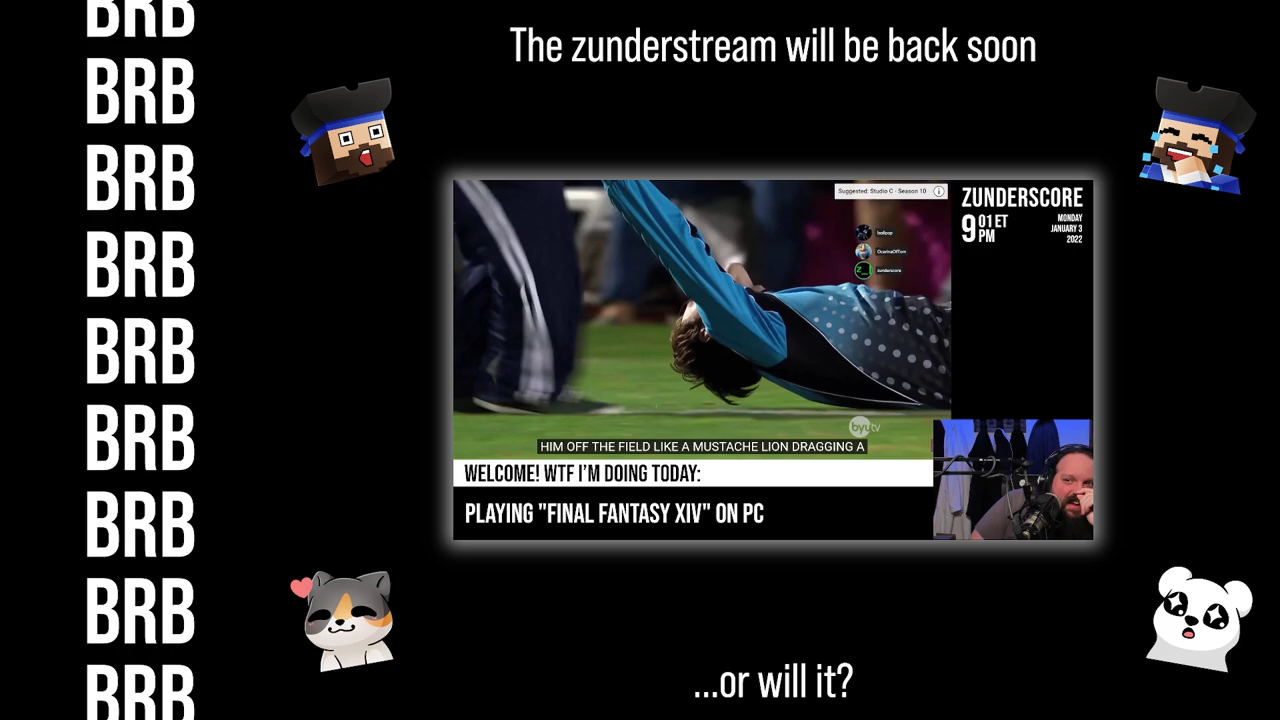 BRB
BRB
BRB
BRB
BRB
BRB
BRB
BRB
BRB
The zunderstream will be back soon
Suggested: Studio C - Season 10
ZUNDERSCORE
9 01 ET
PM
MONDAY
JANUARY 3
2022
zunderscore
byutv
HIM OFF THE FIELD LIKE A MUSTACHE LION DRAGGING A
WELCOME! WTF I'M DOING TODAY:
PLAYING "FINAL FANTASY XIV" ON PC
...or will it?